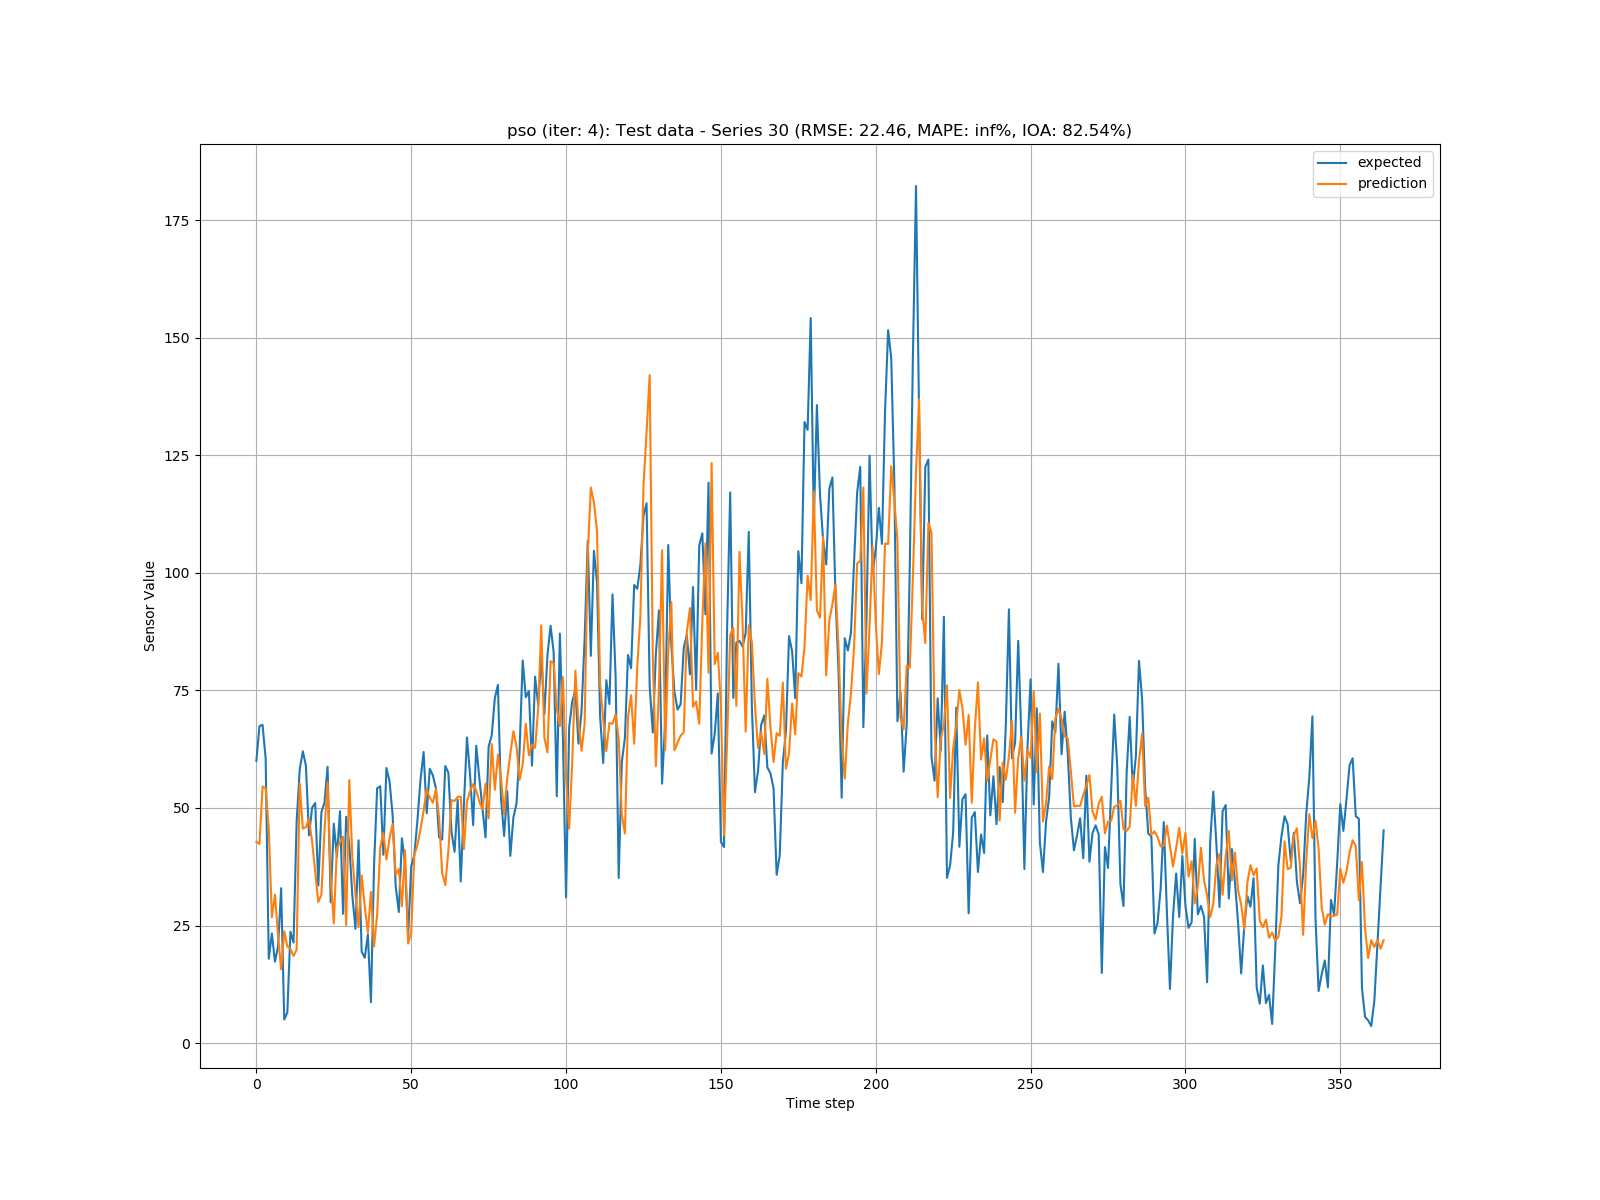 pso (iter: 4): Test data - Series 30 (RMSE: 22.46, MAPE: inf%, IOA: 82.54%)
expected
prediction
175
150
125
100
75
50
25
0
Sensor Value
0 50 100 150 200 250 300 350
Time step